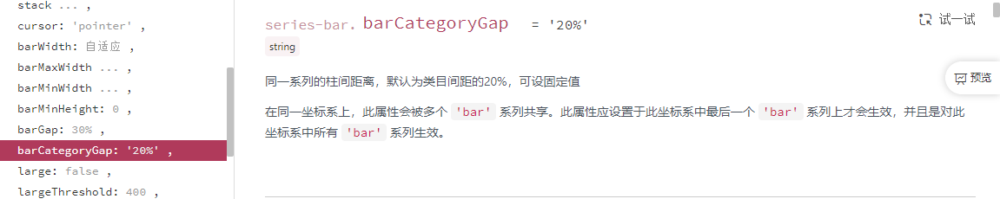 stack ... ,
cursor: 'pointer' ,
barWidth: 自适应 ,
barMaxWidth ... ,
barMinWidth ... ,
barMinHeight: 0 ,
barGap: 30% ,
barCategoryGap: '20%' ,
large: false ,
largeThreshold: 400 ,
series-bar. barCategoryGap = '20%'
试一试
string
预览
同一系列的柱间距离，默认为类目间距的20%，可设固定值
在同一坐标系上，此属性会被多个 'bar' 系列共享。此属性应设置于此坐标系中最后一个 'bar' 系列上才会生效，并且是对此
坐标系中所有 'bar' 系列生效。